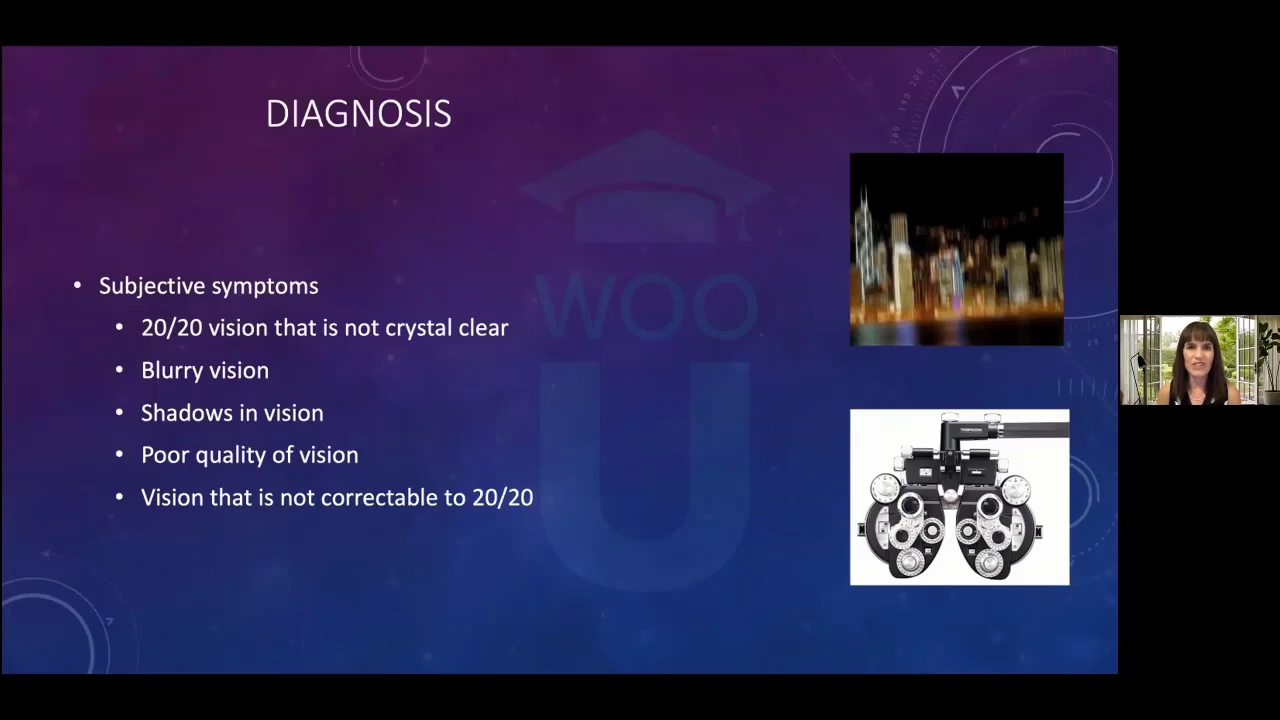 DIAGNOSIS
WOO
U
• Subjective symptoms
• 20/20 vision that is not crystal clear
• Blurry vision
• Shadows in vision
• Poor quality of vision
• Vision that is not correctable to 20/20